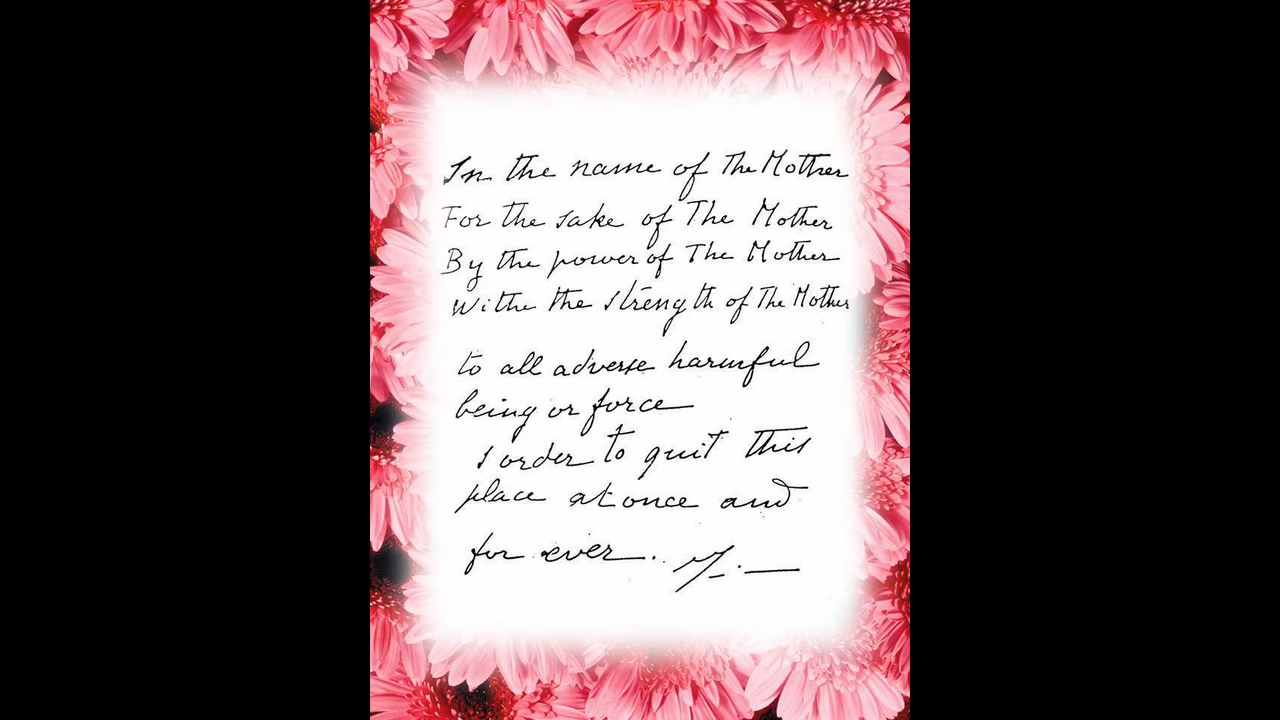 In the name of The Mother
For the sake of The Mother
By the power of The Mother
Withe the strength of The Mother
to all adverse harmful
being or force
I order to quit this
place at once and
for ever.